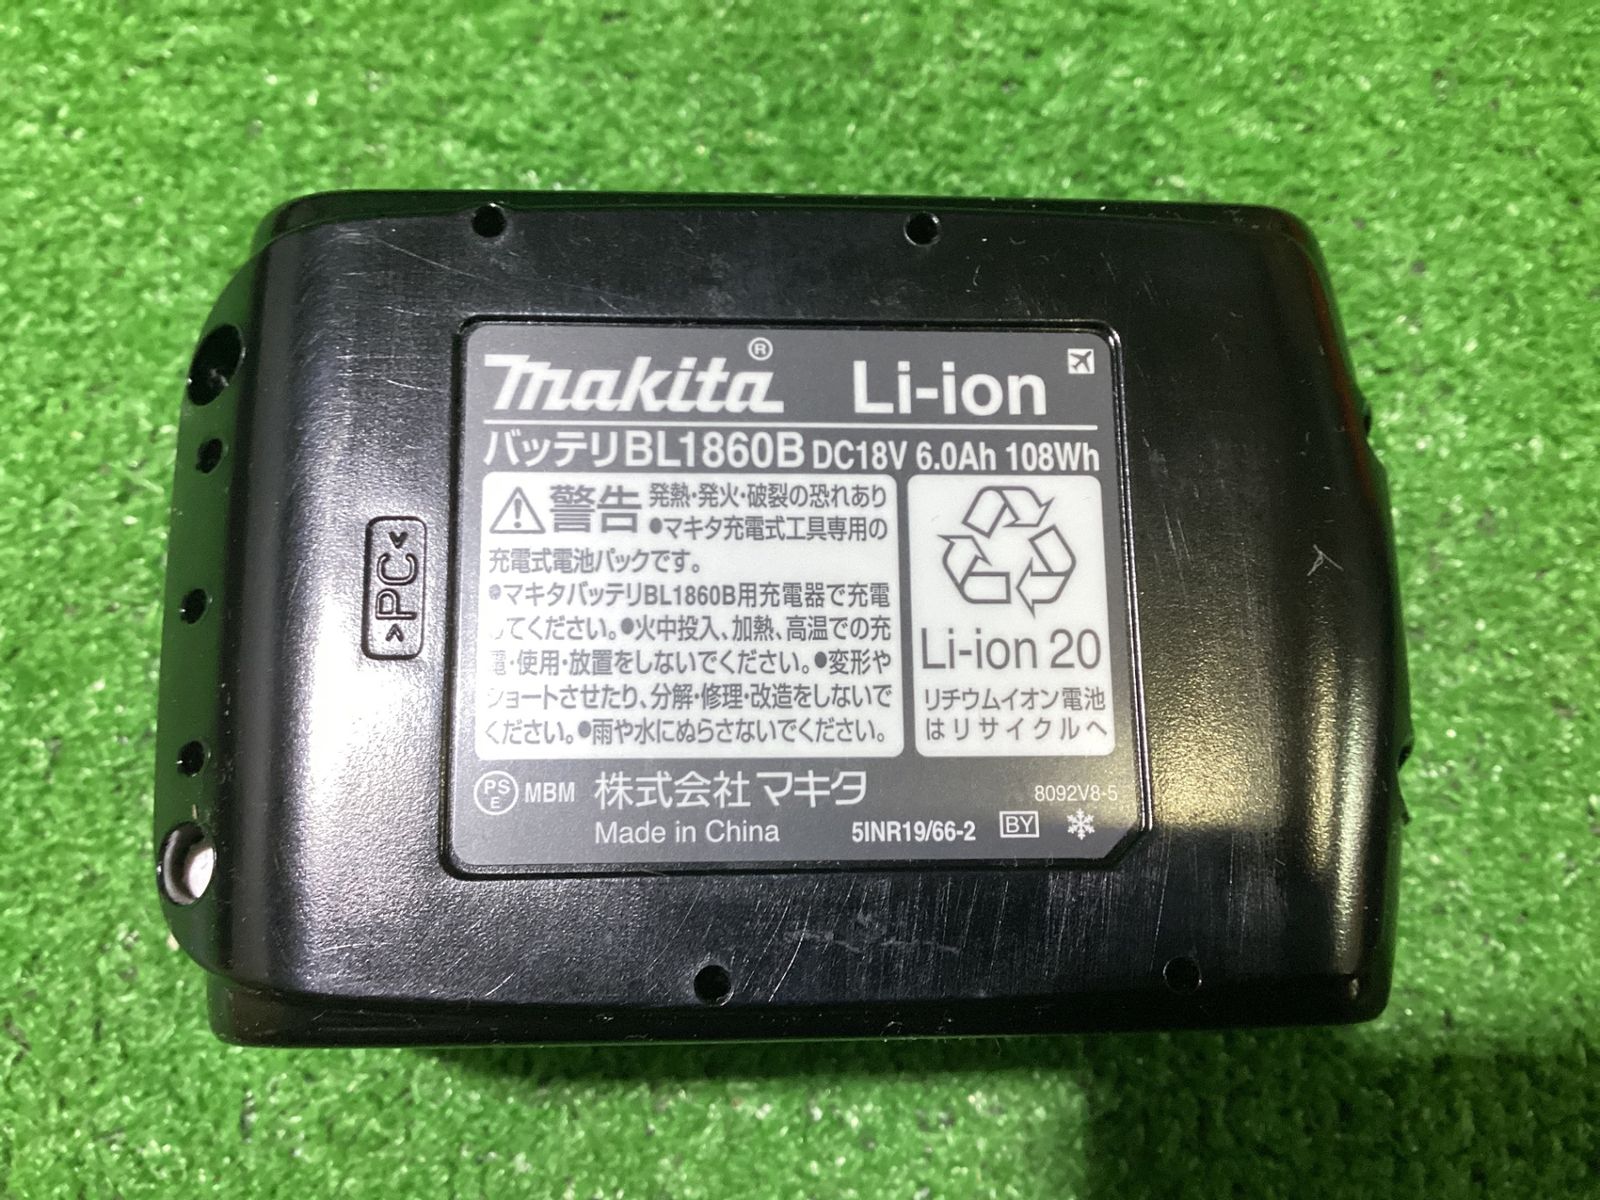 makita® Li-ion
バッテリBL1860B DC18V 6.0Ah 108Wh
警告 発熱・発火・破裂の恐れあり
●マキタ充電式工具専用の
充電式電池パックです。
●マキタバッテリBL1860B用充電器で充電
してください。●火中投入、加熱、高温での充
電・使用・放置をしないでください。●変形や
ショートさせたり、分解・修理・改造をしないで
ください。●雨や水にぬらさないでください。
Li-ion 20
リチウムイオン電池
はリサイクルへ
PSE MBM 株式会社マキタ
8092V8-5
Made in China
5INR19/66-2 BY
>PC<